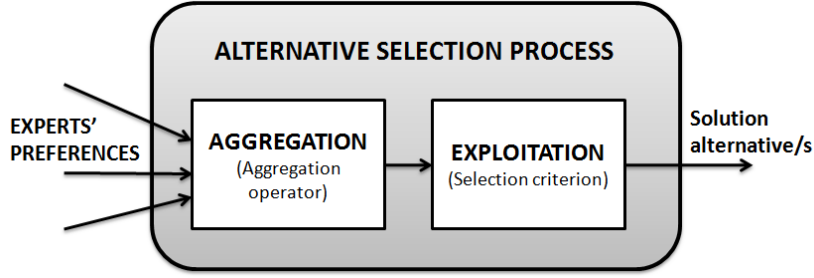 ALTERNATIVE SELECTION PROCESS
EXPERTS'
PREFERENCES
AGGREGATION
(Aggregation
operator)
EXPLOITATION
(Selection criterion)
Solution
alternative/s